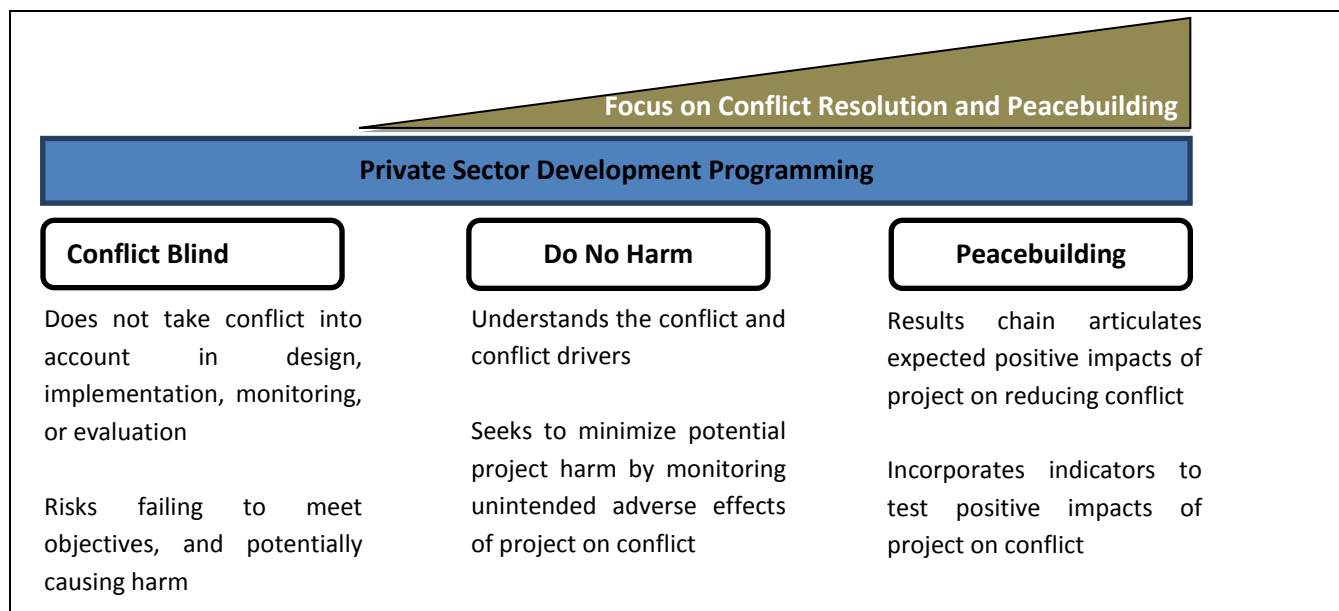 Focus on Conflict Resolution and Peacebuilding
Private Sector Development Programming
Conflict Blind
Does not take conflict into
account in design,
implementation, monitoring,
or evaluation
Risks failing to meet
objectives, and potentially
causing harm
Do No Harm
Understands the conflict and
conflict drivers
Seeks to minimize potential
project harm by monitoring
unintended adverse effects
of project on conflict
Peacebuilding
Results chain articulates
expected positive impacts of
project on reducing conflict
Incorporates indicators to
test positive impacts of
project on conflict